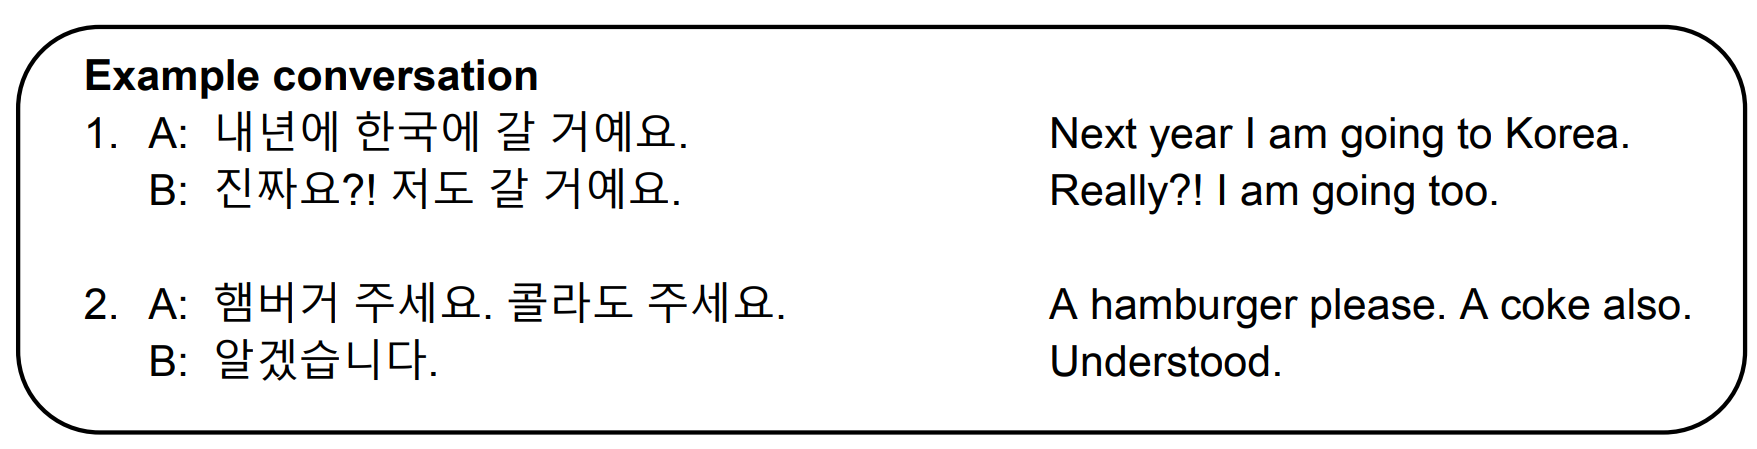 Example conversation
1. A: 내년에 한국에 갈 거예요. Next year I am going to Korea.
B: 진짜요?! 저도 갈 거예요. Really?! I am going too.
2. A: 햄버거 주세요. 콜라도 주세요. A hamburger please. A coke also.
B: 알겠습니다. Understood.